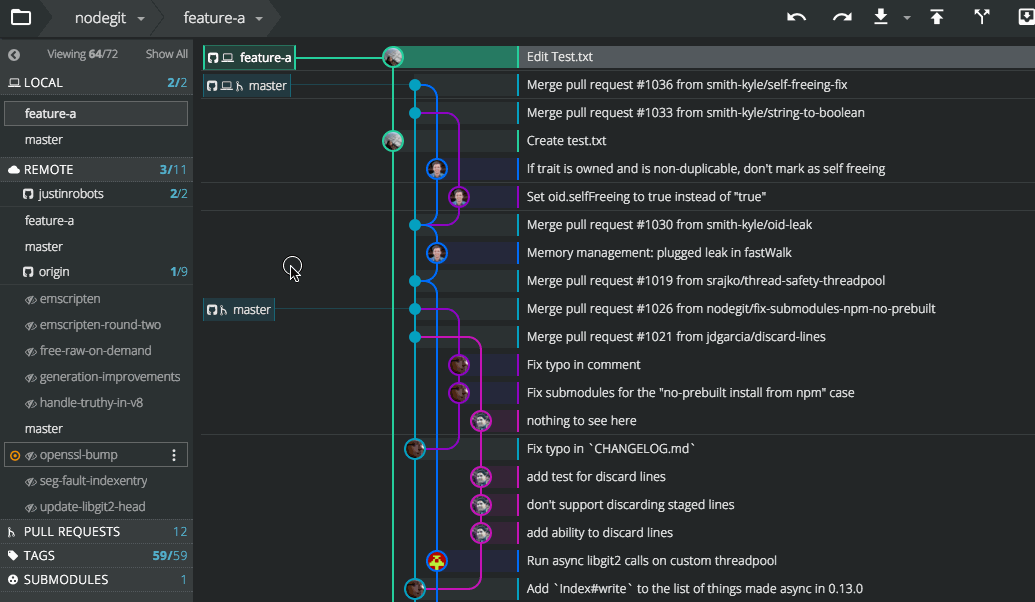 nodegit
feature-a
Viewing 64/72
Show All
LOCAL 2/2
feature-a
master
REMOTE 3/11
justinrobots 2/2
feature-a
master
origin 1/9
emscripten
emscripten-round-two
free-raw-on-demand
generation-improvements
handle-truthy-in-v8
master
openssl-bump
seg-fault-indexentry
update-libgit2-head
PULL REQUESTS 12
TAGS 59/59
SUBMODULES 1
feature-a
Edit Test.txt
master
Merge pull request #1036 from smith-kyle/self-freeing-fix
Merge pull request #1033 from smith-kyle/string-to-boolean
Create test.txt
If trait is owned and is non-duplicable, don't mark as self freeing
Set oid.selfFreeing to true instead of "true"
Merge pull request #1030 from smith-kyle/oid-leak
Memory management: plugged leak in fastWalk
Merge pull request #1019 from srajko/thread-safety-threadpool
master
Merge pull request #1026 from nodegit/fix-submodules-npm-no-prebuilt
Merge pull request #1021 from jdgarcia/discard-lines
Fix typo in comment
Fix submodules for the "no-prebuilt install from npm" case
nothing to see here
Fix typo in `CHANGELOG.md`
add test for discard lines
don't support discarding staged lines
add ability to discard lines
Run async libgit2 calls on custom threadpool
Add `Index#write` to the list of things made async in 0.13.0